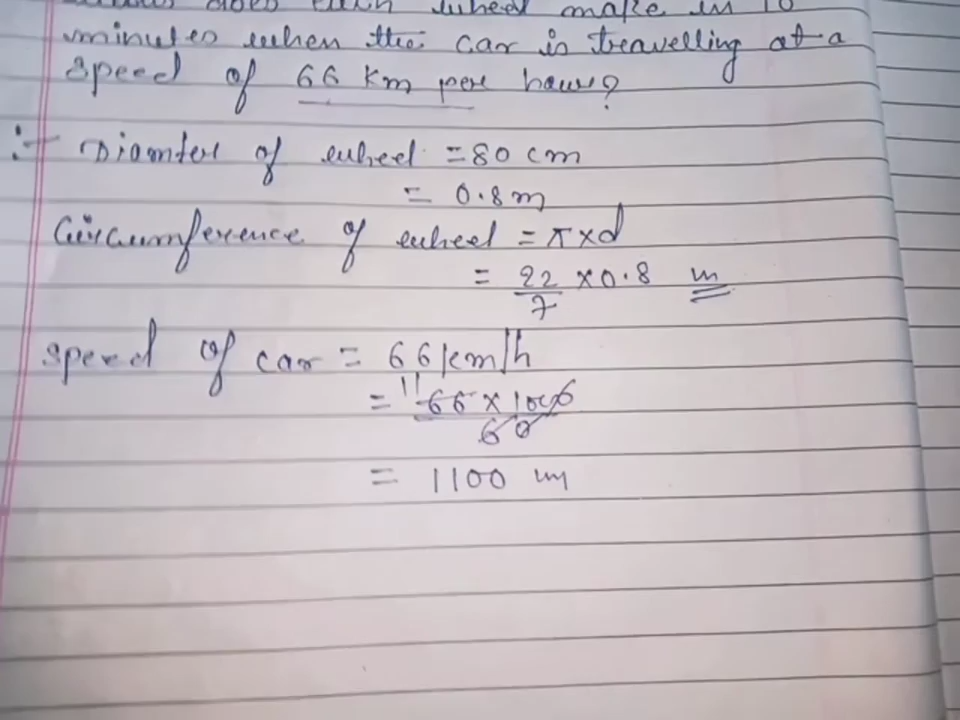 does each wheel make in 10
minutes when the car is travelling at a
speed of 66 km per hour?
:- Diamter of wheel = 80 cm
= 0.8 m
Circumference of wheel = π × d
= 22/7 × 0.8 m
speed of car = 66 km/h
= 11 66 × 1000 / 60
= 1100 m